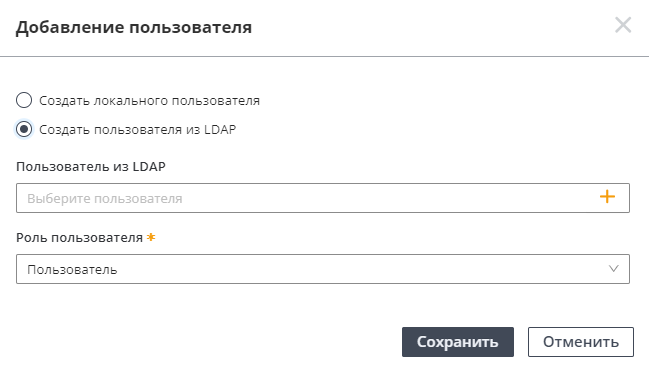 Добавление пользователя
Создать локального пользователя
Создать пользователя из LDAP
Пользователь из LDAP
Выберите пользователя
Роль пользователя *
Пользователь
Сохранить
Отменить